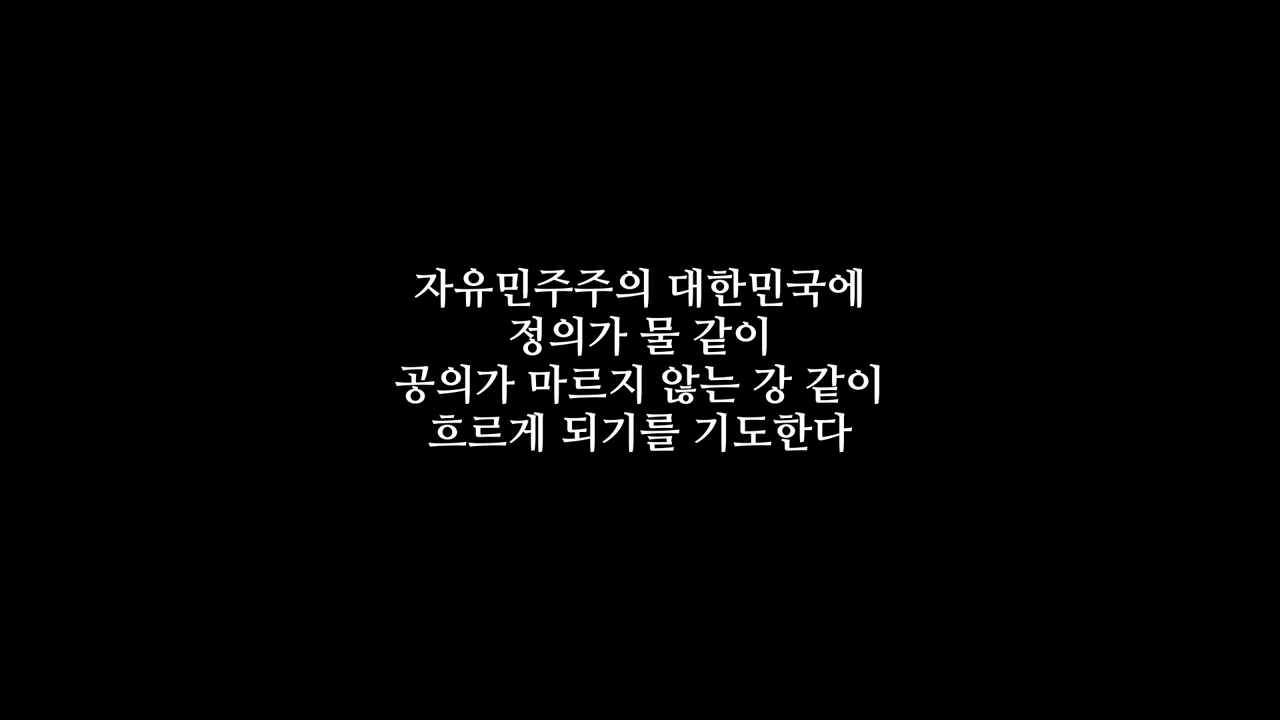 자유민주주의 대한민국에
정의가 물 같이
공의가 마르지 않는 강 같이
흐르게 되기를 기도한다